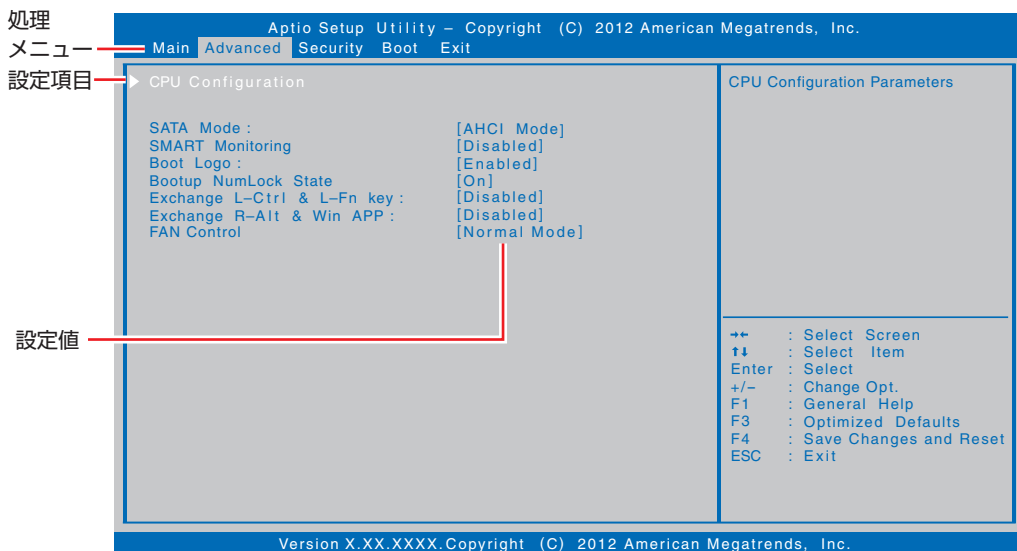 処理
メニュー
設定項目
設定値
Aptio Setup Utility – Copyright (C) 2012 American Megatrends, Inc.
Main Advanced Security Boot Exit
CPU Configuration
SATA Mode : [AHCI Mode]
SMART Monitoring [Disabled]
Boot Logo : [Enabled]
Bootup NumLock State [On]
Exchange L–Ctrl & L–Fn key : [Disabled]
Exchange R–Alt & Win APP : [Disabled]
FAN Control [Normal Mode]
CPU Configuration Parameters
→← : Select Screen
↑↓ : Select Item
Enter : Select
+/– : Change Opt.
F1 : General Help
F3 : Optimized Defaults
F4 : Save Changes and Reset
ESC : Exit
Version X.XX.XXXX.Copyright (C) 2012 American Megatrends, Inc.